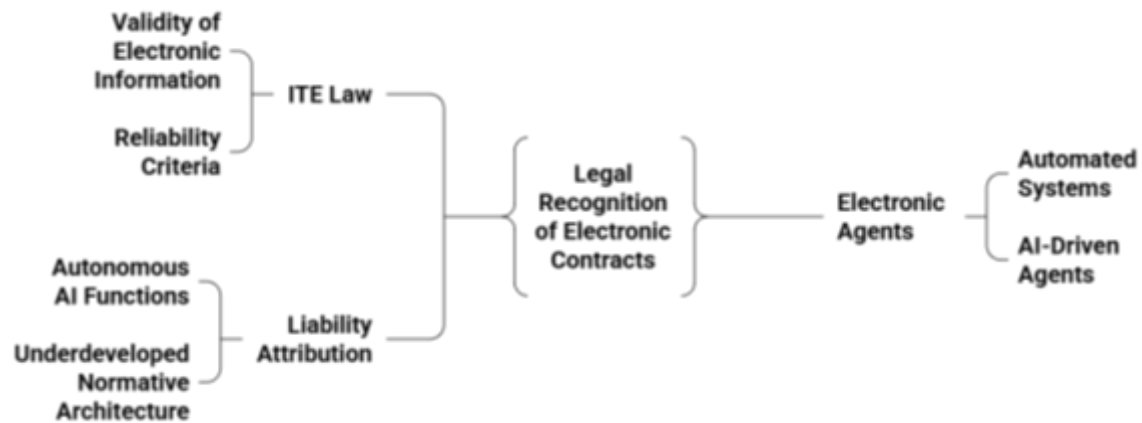 Validity of
Electronic
Information
Reliability
Criteria
ITE Law
Autonomous
AI Functions
Underdeveloped
Normative
Architecture
Liability
Attribution
Legal
Recognition
of Electronic
Contracts
Electronic
Agents
Automated
Systems
AI-Driven
Agents